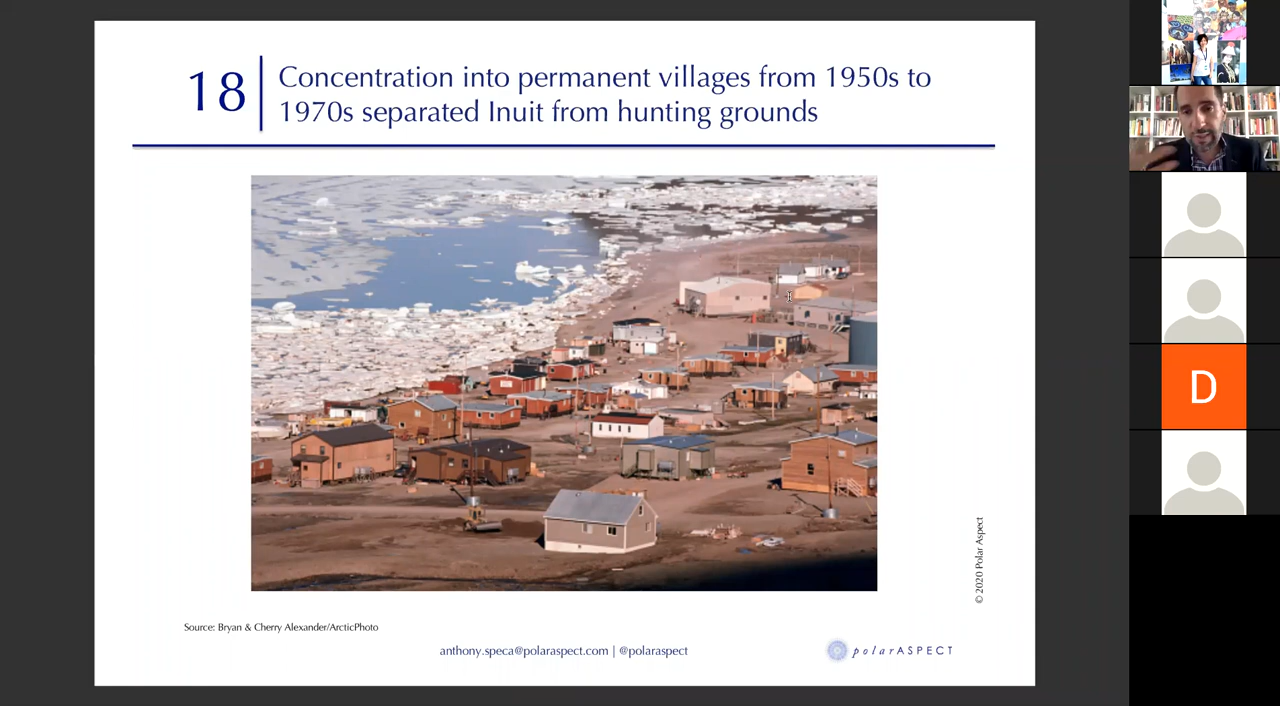 18
Concentration into permanent villages from 1950s to
1970s separated Inuit from hunting grounds
© 2020 Polar Aspect
Source: Bryan & Cherry Alexander/ArcticPhoto
anthony.speca@polaraspect.com | @polaraspect
polarASPECT
D